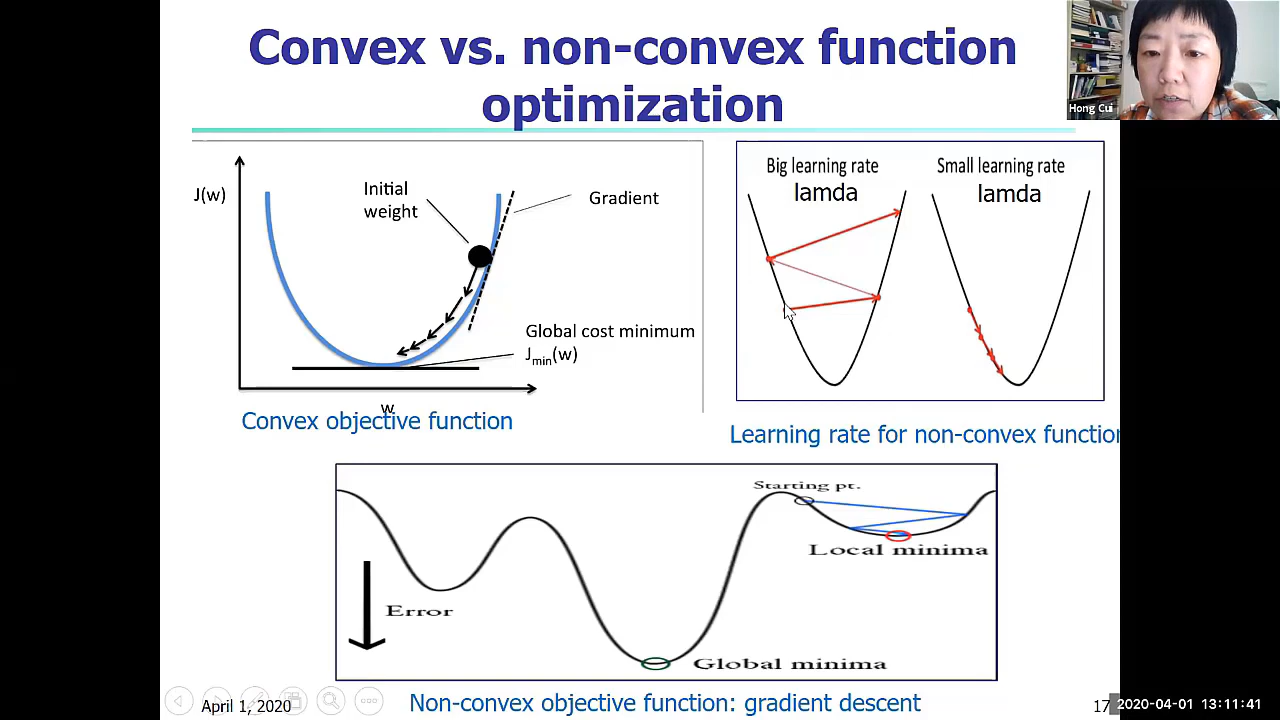 Convex vs. non-convex function
optimization
Hong Cui
J(w)
Initial
weight
Gradient
Global cost minimum
Jmin(w)
w
Convex objective function
Big learning rate
lamda
Small learning rate
lamda
Learning rate for non-convex function
Starting pt.
Local minima
Error
Global minima
Non-convex objective function: gradient descent
April 1, 2020
17
2020-04-01 13:11:41